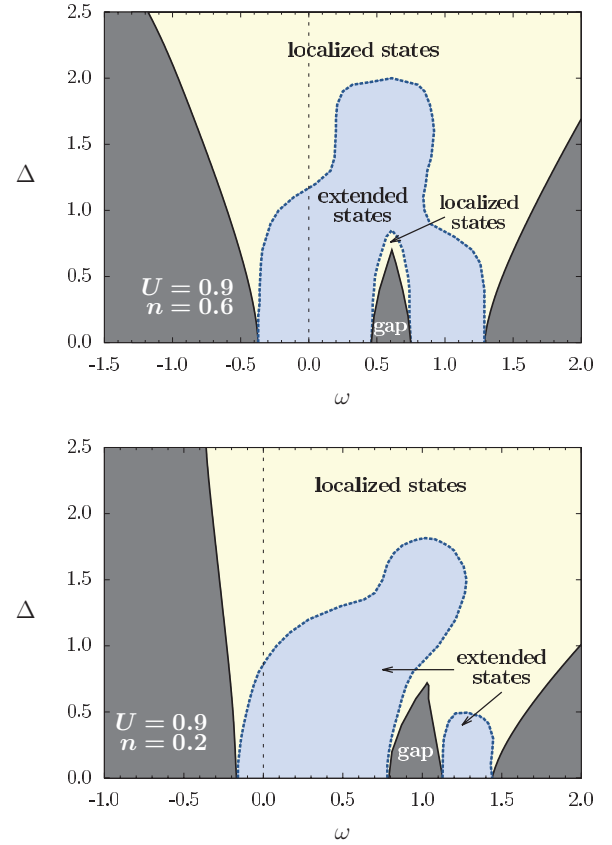 2.5
2.0
1.5
1.0
0.5
0.0
Δ
localized states
extended
states
localized
states
U = 0.9
n = 0.6
gap
-1.5
-1.0
-0.5
0.0
0.5
1.0
1.5
2.0
ω
2.5
2.0
1.5
1.0
0.5
0.0
Δ
localized states
extended
states
U = 0.9
n = 0.2
gap
-1.0
-0.5
0.0
0.5
1.0
1.5
2.0
ω